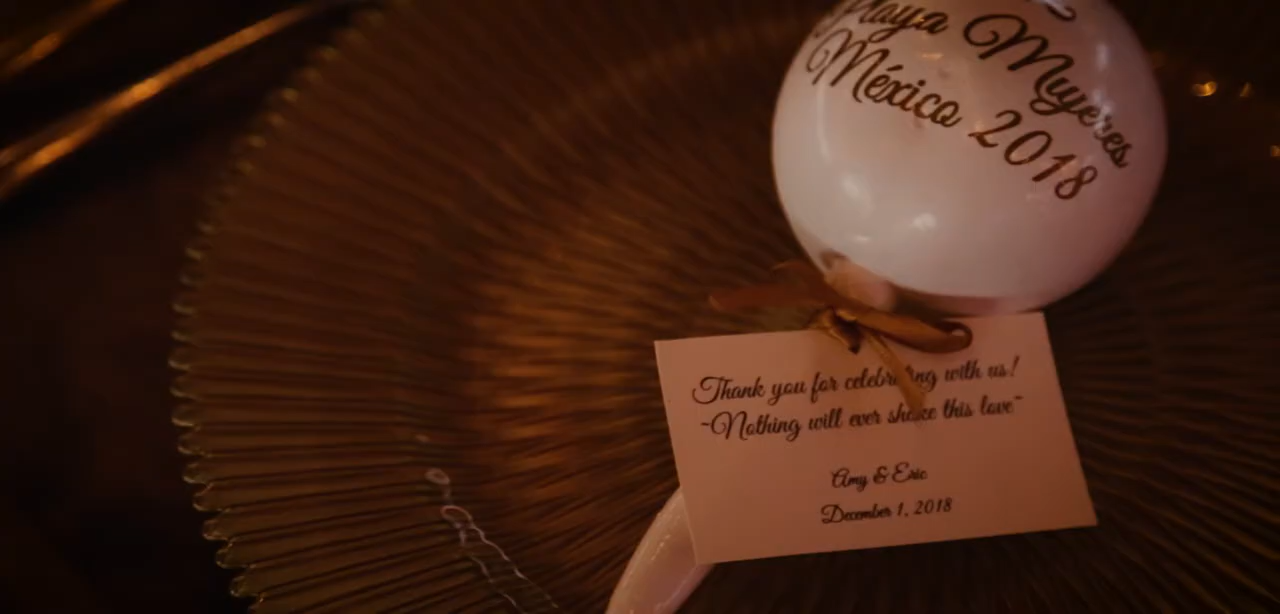 Playa Mujeres
México 2018
Thank you for celebrating with us!
~Nothing will ever shake this love~
Amy & Eric
December 1, 2018